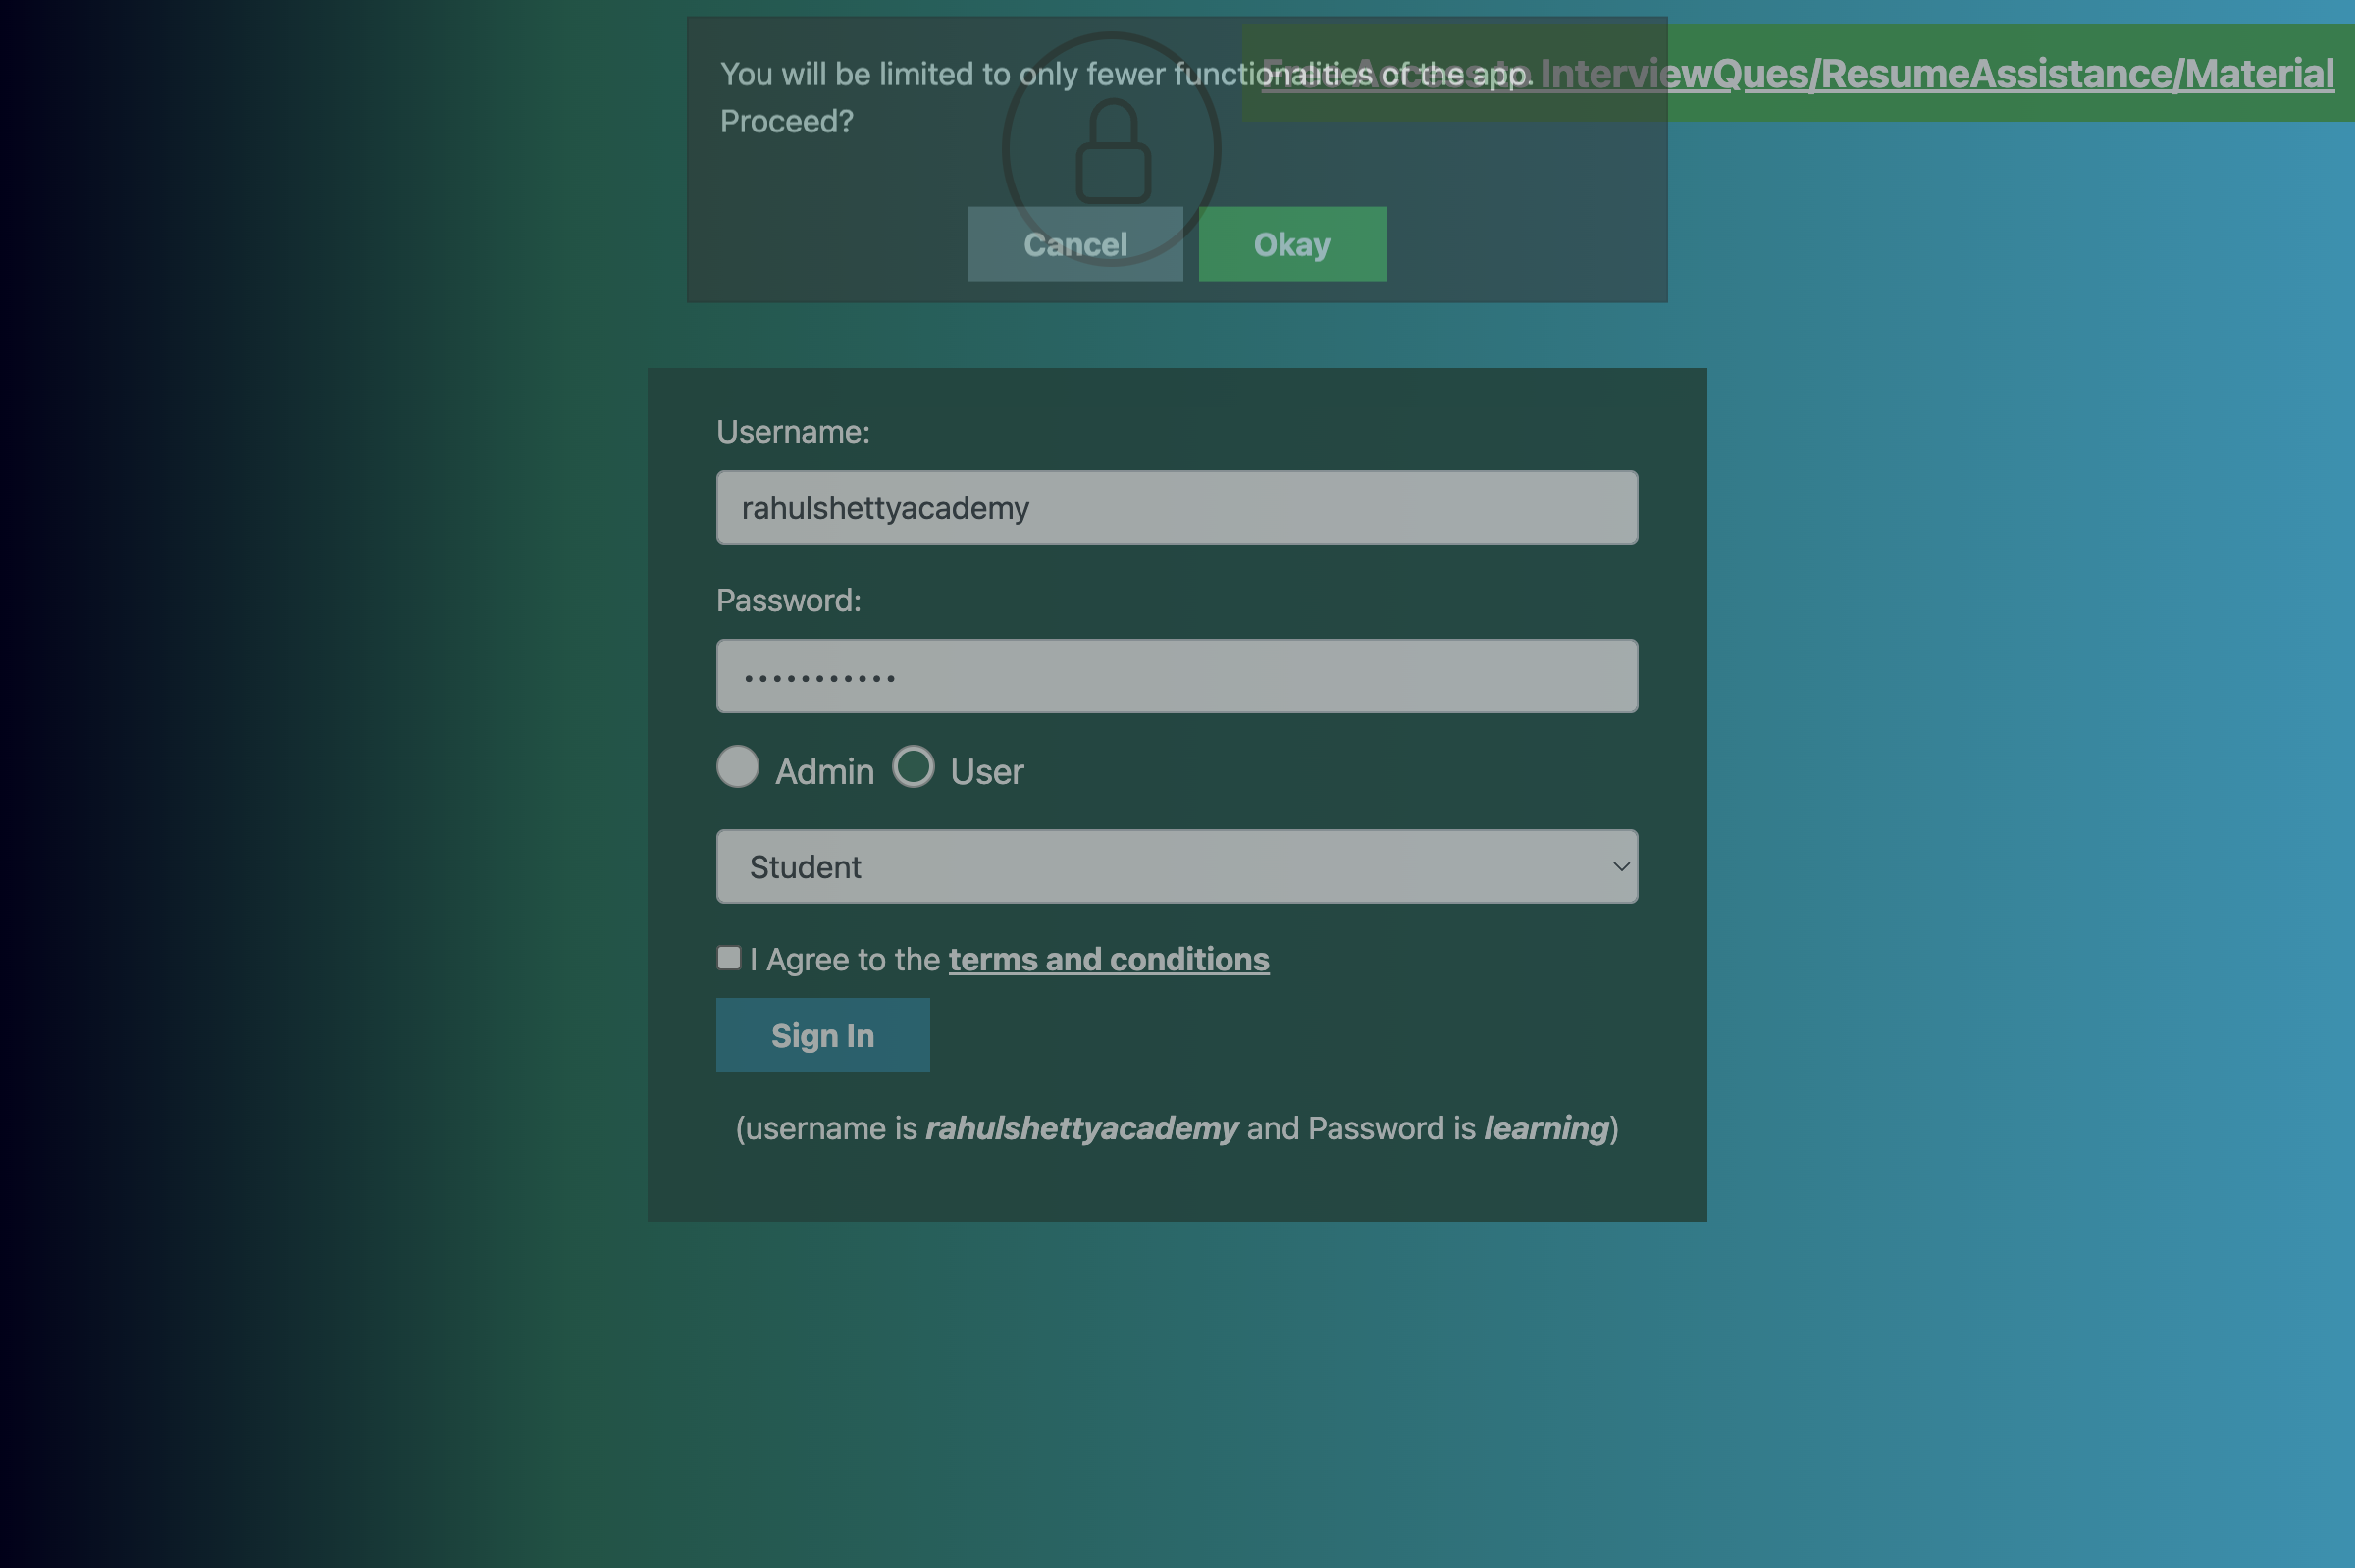 Free Access to InterviewQues/ResumeAssistance/Material
You will be limited to only fewer functionalities of the app.
Proceed?
Cancel
Okay
Username:
rahulshettyacademy
Password:
•••••••••••
Admin
User
Student
I Agree to the terms and conditions
Sign In
(username is rahulshettyacademy and Password is learning)